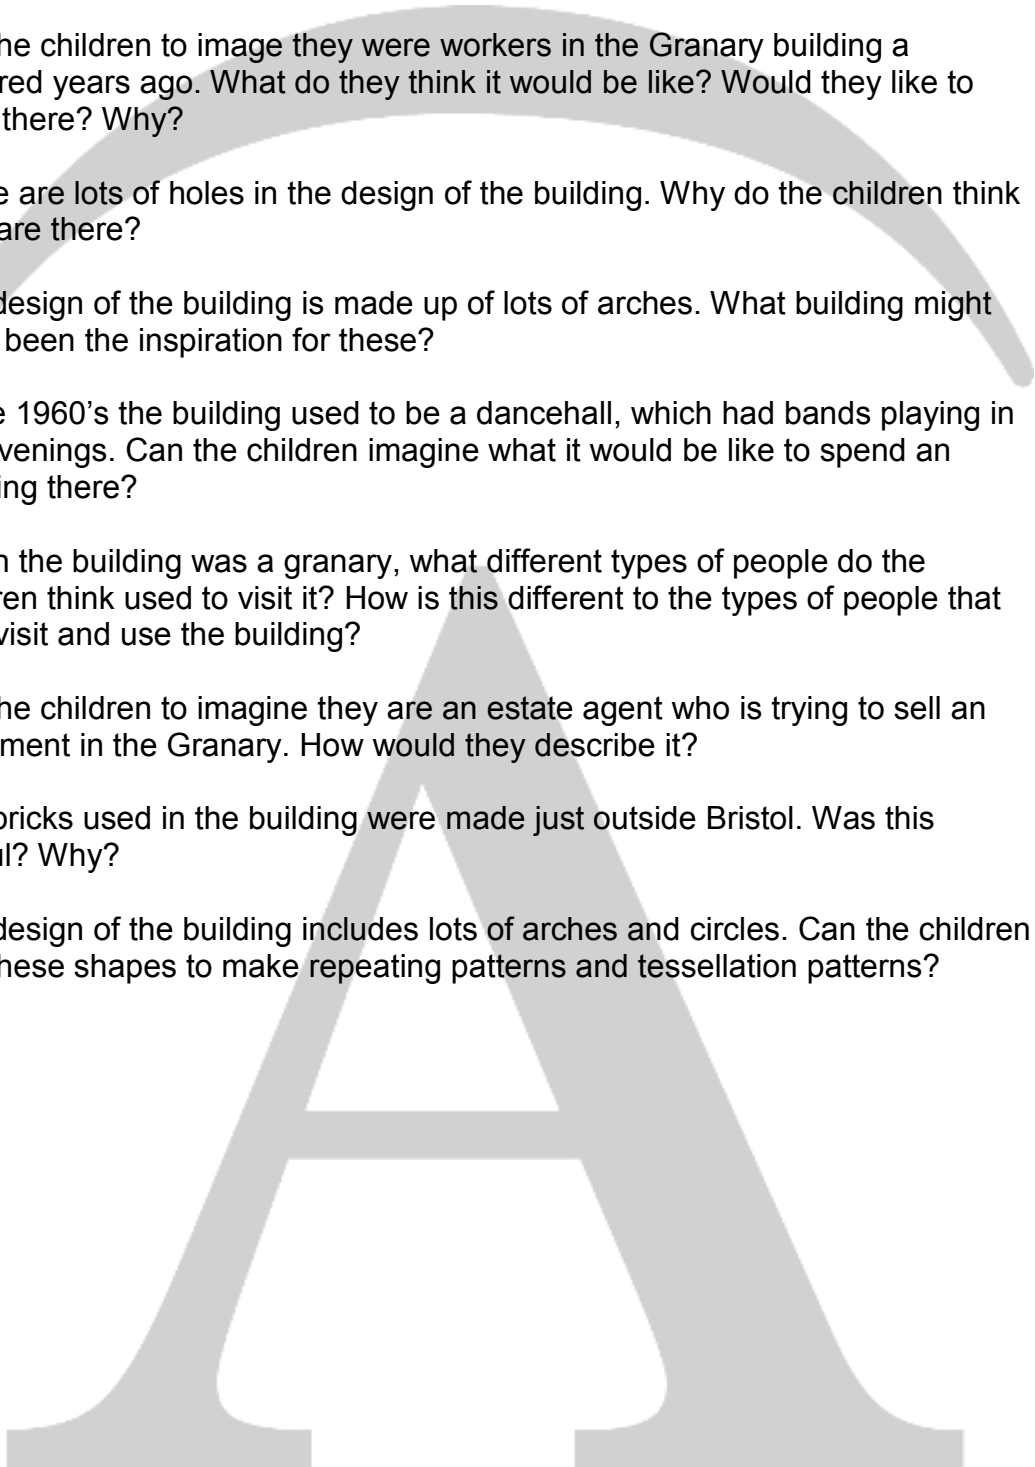 he children to image they were workers in the Granary building a
red years ago. What do they think it would be like? Would they like to
there? Why?
e are lots of holes in the design of the building. Why do the children think
are there?
design of the building is made up of lots of arches. What building might
been the inspiration for these?
e 1960’s the building used to be a dancehall, which had bands playing in
venings. Can the children imagine what it would be like to spend an
ing there?
n the building was a granary, what different types of people do the
ren think used to visit it? How is this different to the types of people that
visit and use the building?
he children to imagine they are an estate agent who is trying to sell an
ment in the Granary. How would they describe it?
bricks used in the building were made just outside Bristol. Was this
ul? Why?
design of the building includes lots of arches and circles. Can the children
hese shapes to make repeating patterns and tessellation patterns?
A